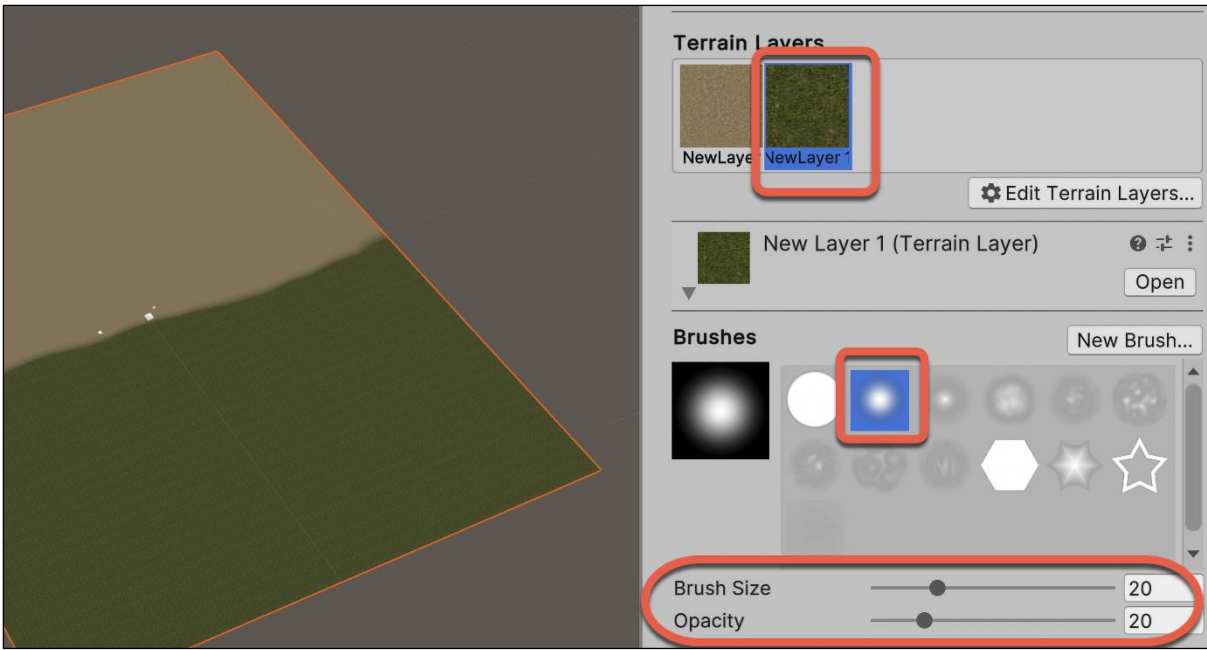 Terrain Layers
NewLaye NewLayer 1
Edit Terrain Layers...
New Layer 1 (Terrain Layer)
Open
Brushes
New Brush...
Brush Size
20
Opacity
20